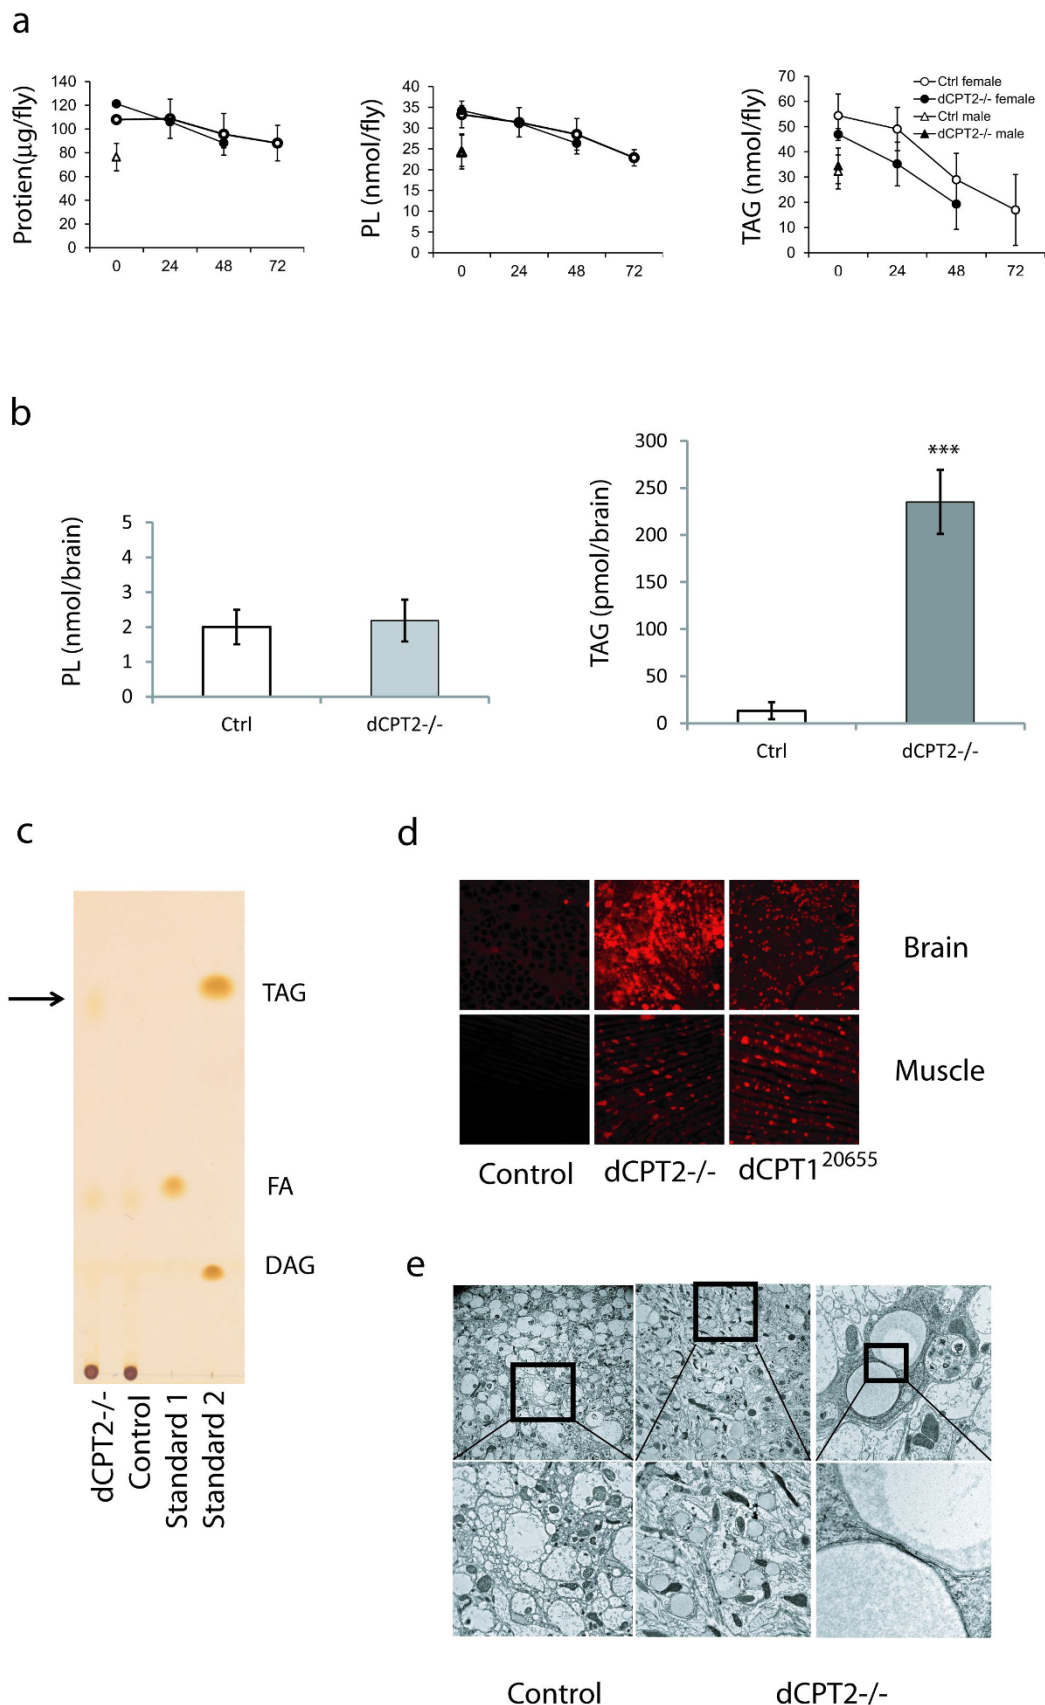 a
Protien(µg/fly)
140
120
100
80
60
40
20
0
0 24 48 72
PL (nmol/fly)
40
35
30
25
20
15
10
5
0
0 24 48 72
TAG (nmol/fly)
70
60
50
40
30
20
10
0
0 24 48 72
Ctrl female
dCPT2-/- female
Ctrl male
dCPT2-/- male
b
PL (nmol/brain)
5
4
3
2
1
0
Ctrl dCPT2-/-
TAG (pmol/brain)
300
250
200
150
100
50
0
***
Ctrl dCPT2-/-
c
TAG
FA
DAG
dCPT2-/-
Control
Standard 1
Standard 2
d
Brain
Muscle
Control dCPT2-/- dCPT1²⁰⁶⁵⁵
e
Control dCPT2-/-